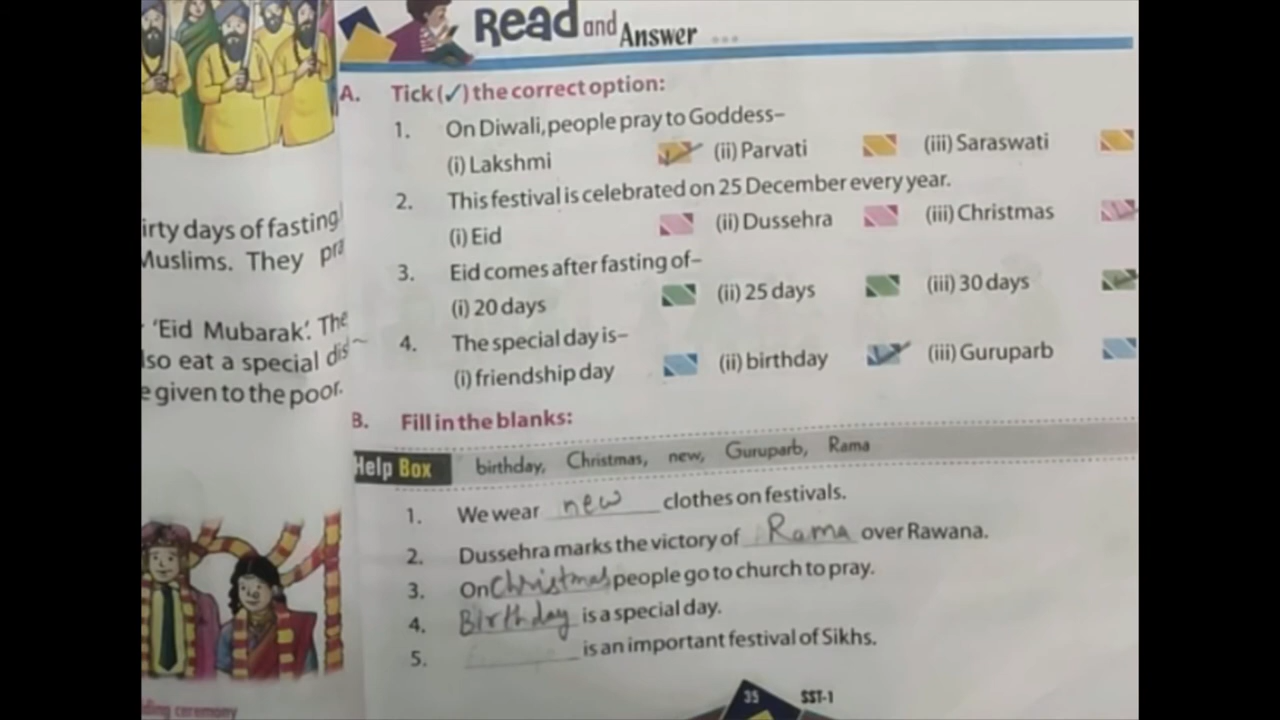 Read and Answer ...
A. Tick (✓) the correct option:
1. On Diwali, people pray to Goddess–
(i) Lakshmi (ii) Parvati (iii) Saraswati
2. This festival is celebrated on 25 December every year.
(i) Eid (ii) Dussehra (iii) Christmas
3. Eid comes after fasting of–
(i) 20 days (ii) 25 days (iii) 30 days
4. The special day is–
(i) friendship day (ii) birthday (iii) Guruparb
B. Fill in the blanks:
Help Box birthday, Christmas, new, Guruparb, Rama
1. We wear new clothes on festivals.
2. Dussehra marks the victory of Rama over Rawana.
3. On Christmas people go to church to pray.
4. Birthday is a special day.
5. ________ is an important festival of Sikhs.
35 SST-1
irty days of fasting
Muslims. They pra
'Eid Mubarak'. The
lso eat a special dis
e given to the poor.
ding ceremony